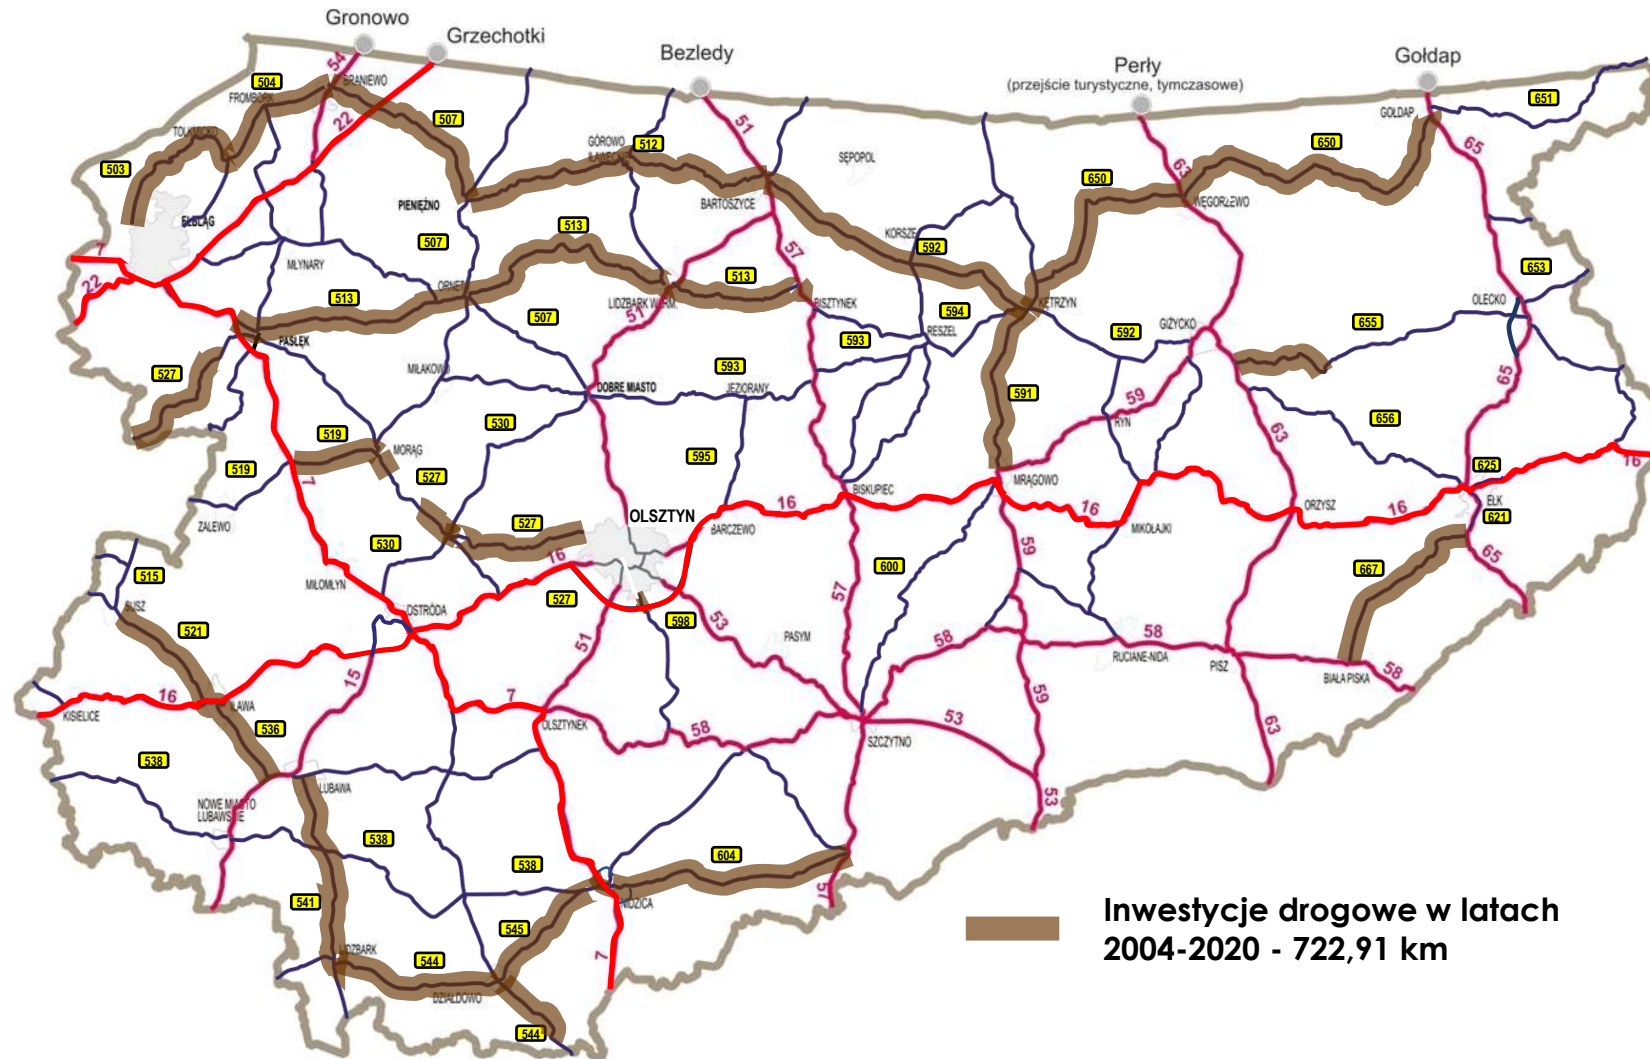 Gronowo
Grzechotki
Bezledy
Perły
(przejście turystyczne, tymczasowe)
Gołdap
54
BRANIEWO
504
FROMBORK
22
507
503
GÓROWO
512
51
SĘPOPOL
GOŁDAP
651
65
650
650
63
WĘGORZEWO
PIENIĘŻNO
BARTOSZYCE
ELBLĄG
7
22
MŁYNARY
507
513
57
KORSZE
592
513
513
ORNETA
LIDZBARK WARM.
51
BISZTYNEK
KĘTRZYN
594
593
RESZEL
592
GIŻYCKO
653
OLECKO
655
65
PASŁĘK
507
527
MIŁAKOWO
593
DOBRE MIASTO
JEZIORANY
591
59
RYN
63
656
530
519
MORĄG
519
7
527
595
ZALEWO
BISKUPIEC
MRĄGOWO
16
16
MIKOŁAJKI
ORZYSZ
16
625
EŁK
621
16
65
OLSZTYN
BARCZEWO
527
530
16
527
598
600
59
57
667
515
SUSZ
MIŁOMŁYN
OSTRÓDA
521
53
PASYM
51
58
58
RUCIANE-NIDA
PISZ
BIAŁA PISKA
58
15
16
KISIELICE
IŁAWA
7
OLSZTYNEK
58
59
53
63
536
538
SZCZYTNO
LUBAWA
NOWE MIASTO
LUBAWSKIE
53
538
538
604
57
541
NIDZICA
545
LIDZBARK
544
7
DZIAŁDOWO
544
Inwestycje drogowe w latach
2004-2020 - 722,91 km